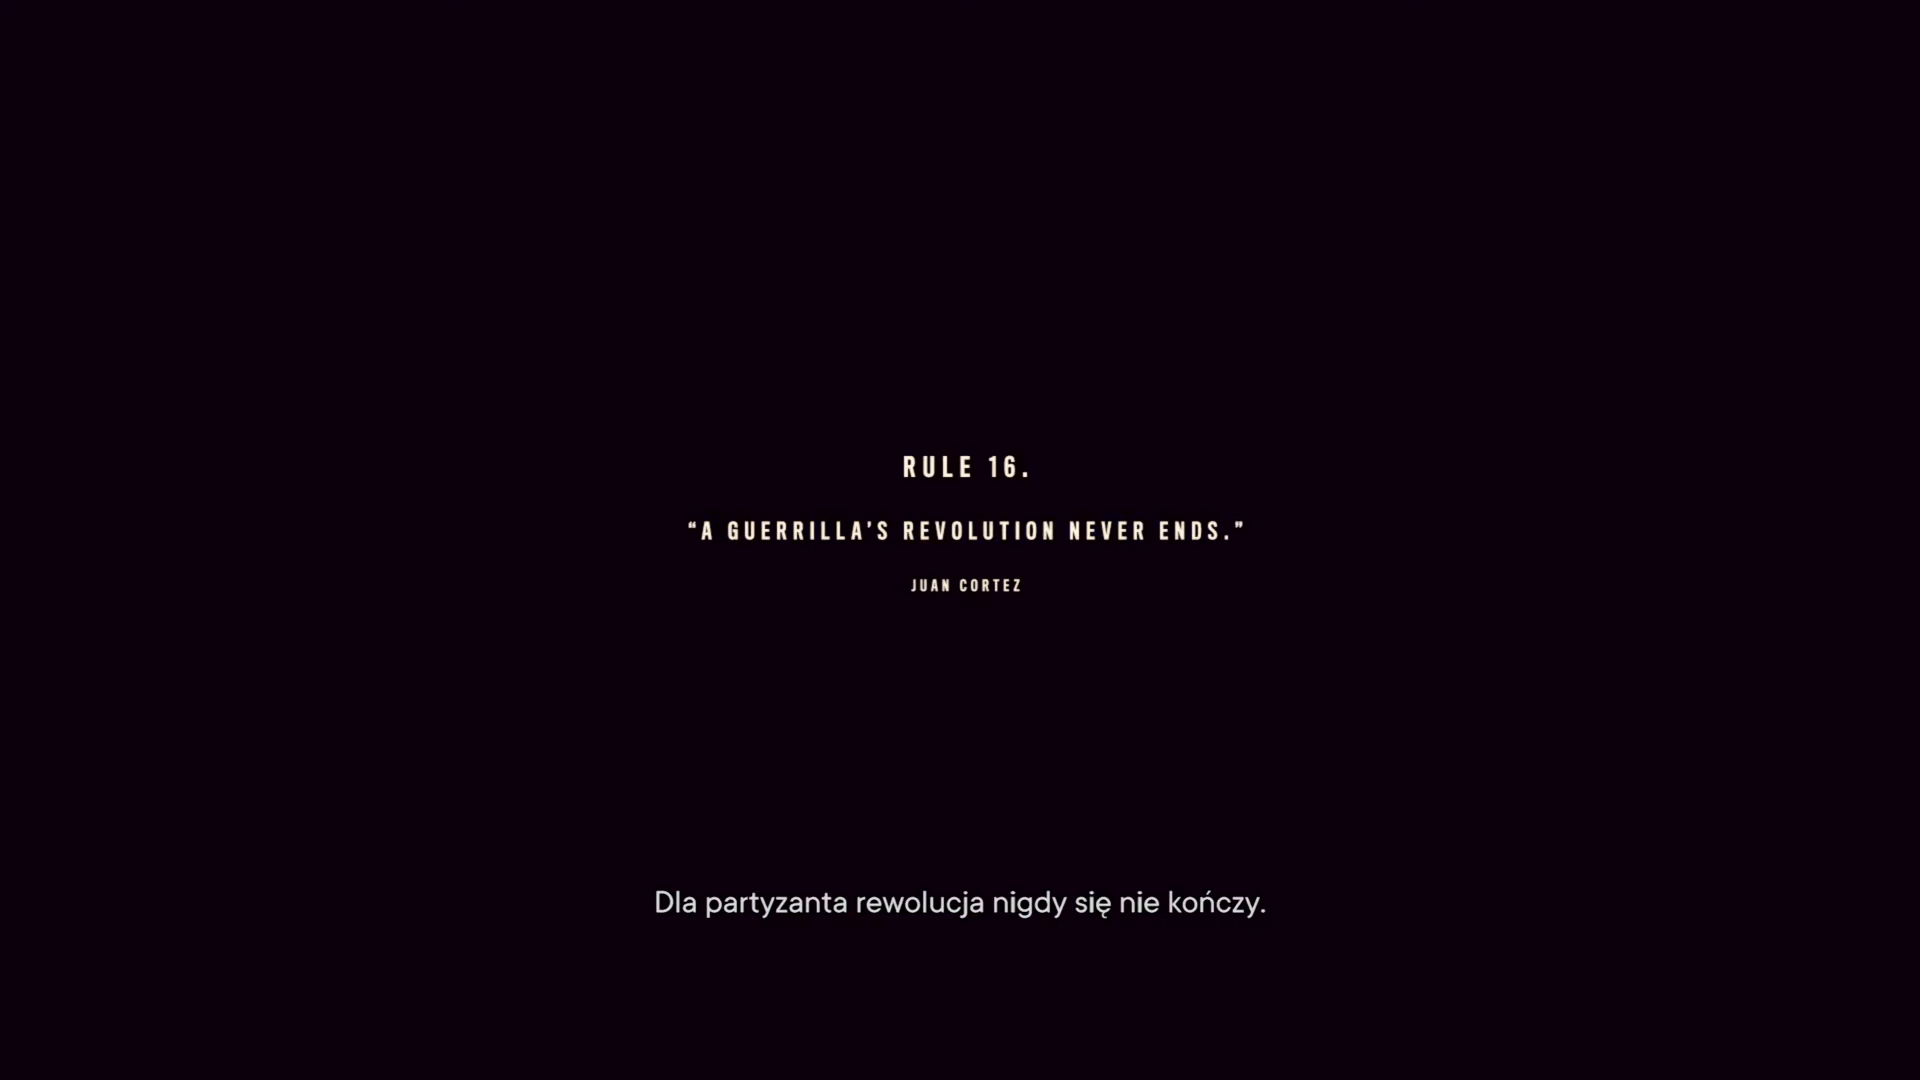 RULE 16.
“A GUERRILLA’S REVOLUTION NEVER ENDS.”
JUAN CORTEZ
Dla partyzanta rewolucja nigdy się nie kończy.